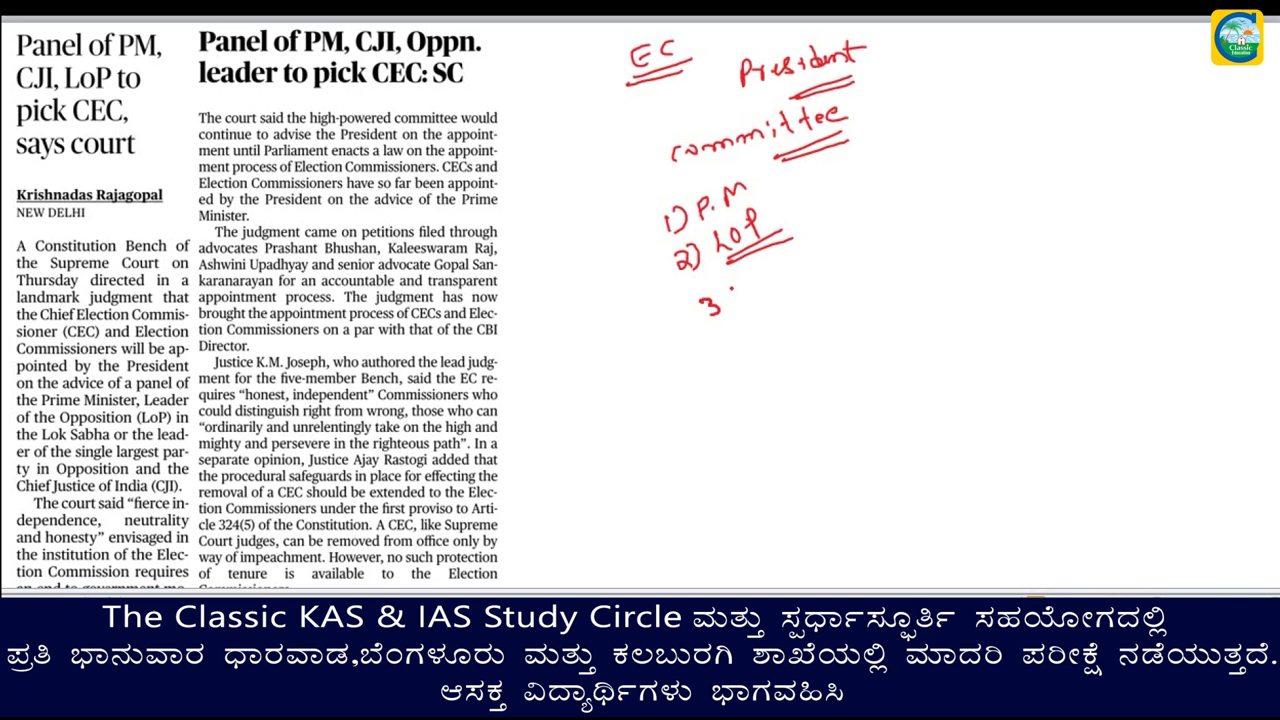 Panel of PM,
CJI, LoP to
pick CEC,
says court
Krishnadas Rajagopal
NEW DELHI
A Constitution Bench of
the Supreme Court on
Thursday directed in a
landmark judgment that
the Chief Election Commis-
sioner (CEC) and Election
Commissioners will be ap-
pointed by the President
on the advice of a panel of
the Prime Minister, Leader
of the Opposition (LoP) in
the Lok Sabha or the lead-
er of the single largest par-
ty in Opposition and the
Chief Justice of India (CJI).
The court said “fierce in-
dependence, neutrality
and honesty” envisaged in
the institution of the Elec-
tion Commission requires
Panel of PM, CJI, Oppn.
leader to pick CEC: SC
The court said the high-powered committee would
continue to advise the President on the appoint-
ment until Parliament enacts a law on the appoint-
ment process of Election Commissioners. CECs and
Election Commissioners have so far been appoint-
ed by the President on the advice of the Prime
Minister.
The judgment came on petitions filed through
advocates Prashant Bhushan, Kaleeswaram Raj,
Ashwini Upadhyay and senior advocate Gopal San-
karanarayan for an accountable and transparent
appointment process. The judgment has now
brought the appointment process of CECs and Elec-
tion Commissioners on a par with that of the CBI
Director.
Justice K.M. Joseph, who authored the lead judg-
ment for the five-member Bench, said the EC re-
quires “honest, independent” Commissioners who
could distinguish right from wrong, those who can
“ordinarily and unrelentingly take on the high and
mighty and persevere in the righteous path”. In a
separate opinion, Justice Ajay Rastogi added that
the procedural safeguards in place for effecting the
removal of a CEC should be extended to the Elec-
tion Commissioners under the first proviso to Arti-
cle 324(5) of the Constitution. A CEC, like Supreme
Court judges, can be removed from office only by
way of impeachment. However, no such protection
of tenure is available to the Election
EC
President
committee
1) P.M
2) LOP
3
Classic
Education
The Classic KAS & IAS Study Circle ಮತ್ತು ಸ್ಪರ್ಧಾಸ್ಫೂರ್ತಿ ಸಹಯೋಗದಲ್ಲಿ
ಪ್ರತಿ ಭಾನುವಾರ ಧಾರವಾಡ,ಬೆಂಗಳೂರು ಮತ್ತು ಕಲಬುರಗಿ ಶಾಖೆಯಲ್ಲಿ ಮಾದರಿ ಪರೀಕ್ಷೆ ನಡೆಯುತ್ತದೆ.
ಆಸಕ್ತ ವಿದ್ಯಾರ್ಥಿಗಳು ಭಾಗವಹಿಸಿ